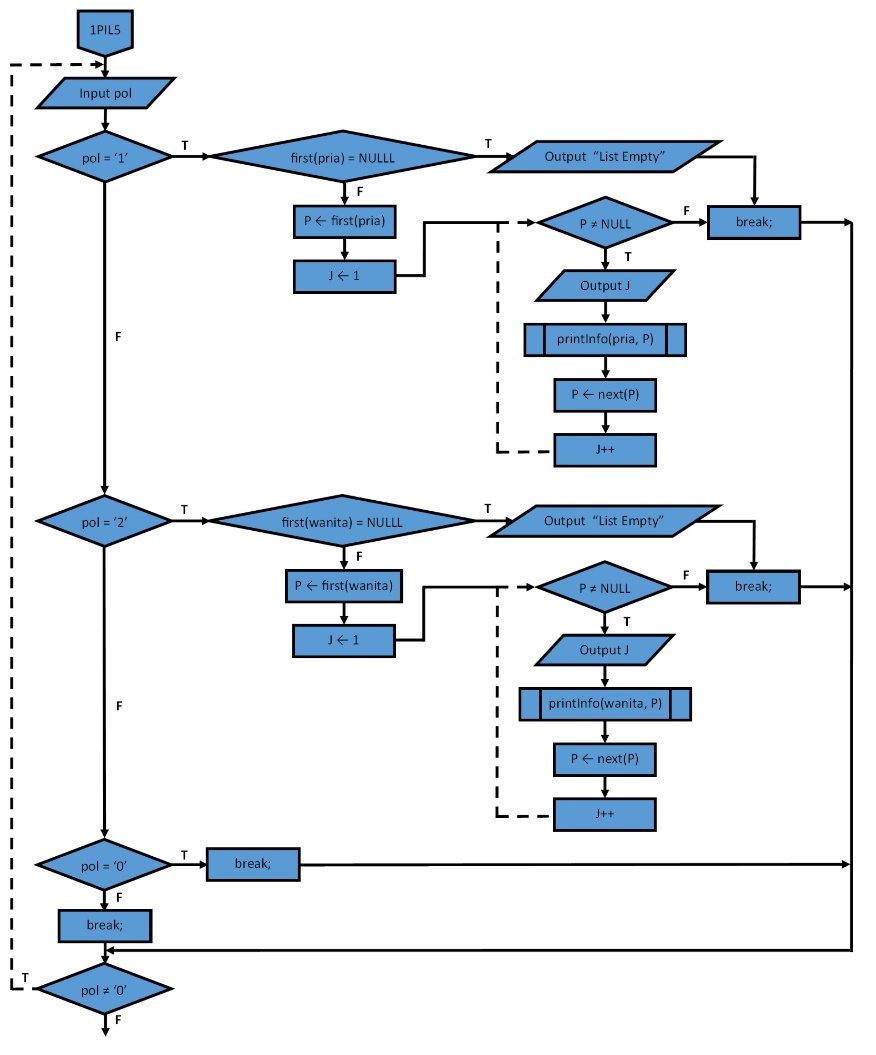 1PIL5
Input pol
pol = ‘1’
T
first(pria) = NULLL
T
Output “List Empty”
F
P ← first(pria)
P ≠ NULL
F
break;
J ← 1
T
Output J
F
printInfo(pria, P)
P ← next(P)
J++
pol = ‘2’
T
first(wanita) = NULLL
T
Output “List Empty”
F
P ← first(wanita)
P ≠ NULL
F
break;
J ← 1
T
Output J
F
printInfo(wanita, P)
P ← next(P)
J++
pol = ‘0’
T
break;
F
break;
T
pol ≠ ‘0’
F